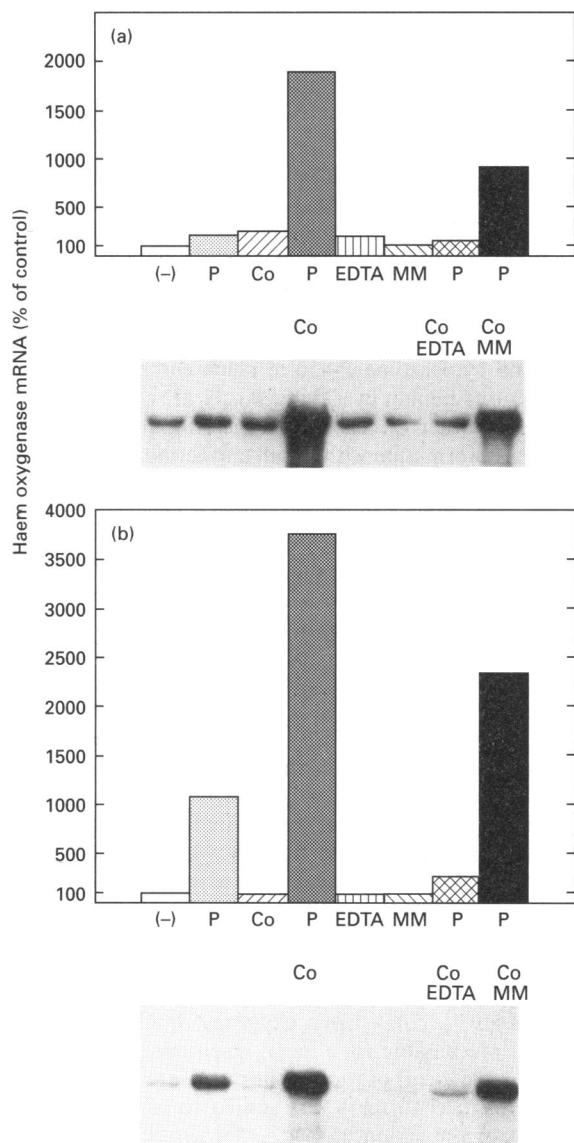 Haem oxygenase mRNA (% of control)
(a)
2000
1500
1000
500
100
(–) P Co P EDTA MM P P
Co Co Co
EDTA MM
(b)
4000
3500
3000
2500
2000
1500
1000
500
100
(–) P Co P EDTA MM P P
Co Co Co
EDTA MM